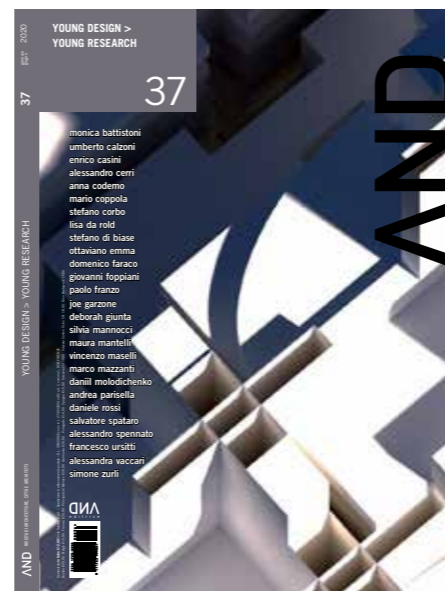 YOUNG DESIGN >
YOUNG RESEARCH
37
monica battistoni
umberto calzoni
enrico casini
alessandro cerri
anna codemo
mario coppola
stefano corbo
lisa da rold
stefano di biase
ottaviano emma
domenico faraco
giovanni foppiani
paolo franzo
joe garzone
deborah giunta
silvia mannocci
maura mantelli
vincenzo maselli
marco mazzanti
daniil molodichenko
andrea parisella
daniele rossi
salvatore spataro
alessandro spennato
francesco ursitti
alessandra vaccari
simone zurli
AND
AND
2020
37
YOUNG DESIGN > YOUNG RESEARCH
AND